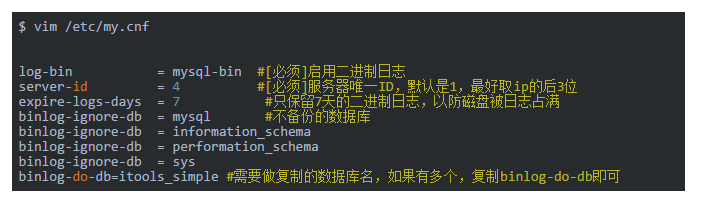 $ vim /etc/my.cnf
log-bin = mysql-bin #[必须]启用二进制日志
server-id = 4 #[必须]服务器唯一ID，默认是1，最好取ip的后3位
expire-logs-days = 7 #只保留7天的二进制日志，以防磁盘被日志占满
binlog-ignore-db = mysql #不备份的数据库
binlog-ignore-db = information_schema
binlog-ignore-db = performation_schema
binlog-ignore-db = sys
binlog-do-db=itools_simple #需要做复制的数据库名，如果有多个，复制binlog-do-db即可